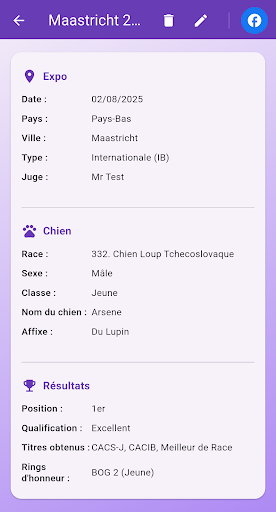 Maastricht 2...
Expo
Date : 02/08/2025
Pays : Pays-Bas
Ville : Maastricht
Type : Internationale (IB)
Juge : Mr Test
Chien
Race : 332. Chien Loup Tchecoslovaque
Sexe : Mâle
Classe : Jeune
Nom du chien : Arsene
Affixe : Du Lupin
Résultats
Position : 1er
Qualification : Excellent
Titres obtenus : CACS-J, CACIB, Meilleur de Race
Rings
d'honneur : BOG 2 (Jeune)